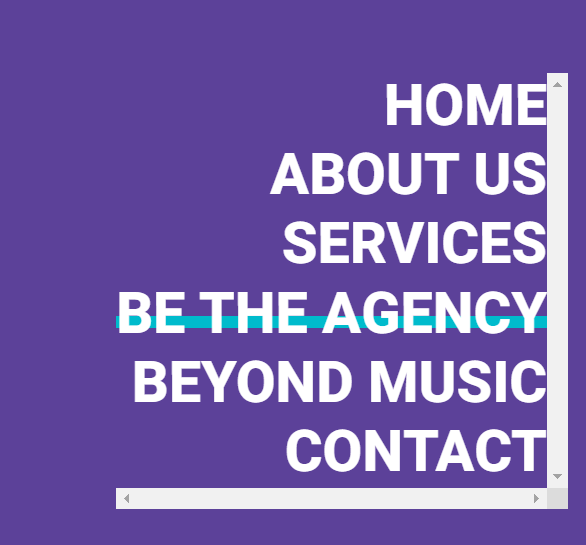 HOME
ABOUT US
SERVICES
BE THE AGENCY
BEYOND MUSIC
CONTACT